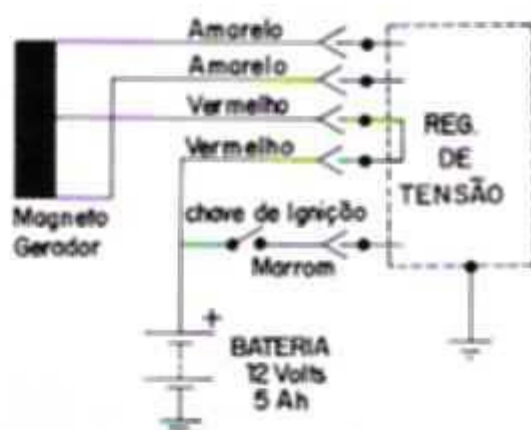 Amarelo
Amarelo
Vermelho
Vermelho
REG.
DE
TENSÃO
Magneto
Gerador
chave de Ignição
Marrom
+
BATERIA
12 Volts
5 Ah